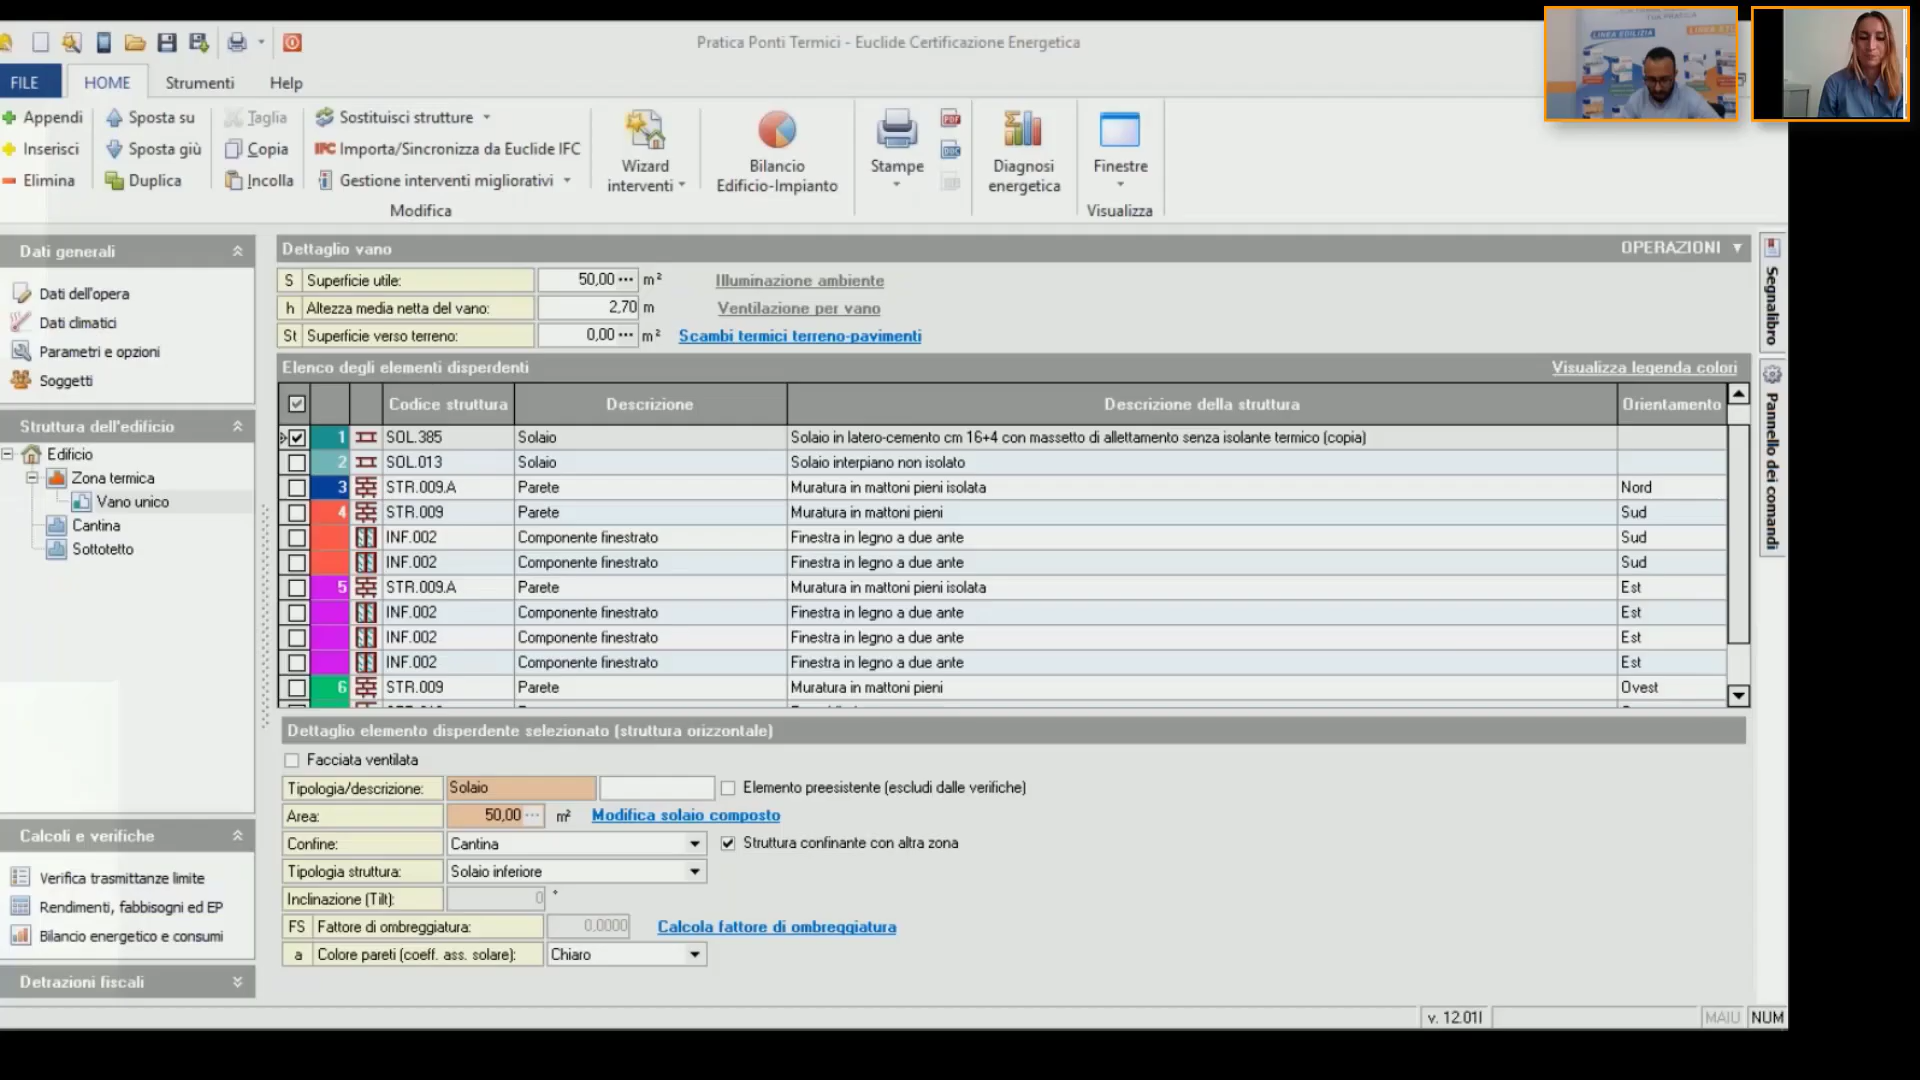 Pratica Ponti Termici - Euclide Certificazione Energetica
LINEA EDILIZIA
FILE HOME Strumenti Help
Appendi Sposta su Taglia Sostituisci strutture
Inserisci Sposta giù Copia IFC Importa/Sincronizza da Euclide IFC
Elimina Duplica Incolla Gestione interventi migliorativi
Modifica
Wizard interventi
Bilancio Edificio-Impianto
Stampe
PDF
DOC
Diagnosi energetica
Finestre
Visualizza
Dati generali
Dati dell'opera
Dati climatici
Parametri e opzioni
Soggetti
Struttura dell'edificio
Edificio
Zona termica
Vano unico
Cantina
Sottotetto
Calcoli e verifiche
Verifica trasmittanze limite
Rendimenti, fabbisogni ed EP
Bilancio energetico e consumi
Detrazioni fiscali
Dettaglio vano OPERAZIONI
S Superficie utile: 50,00 m² Illuminazione ambiente
h Altezza media netta del vano: 2,70 m Ventilazione per vano
St Superficie verso terreno: 0,00 m² Scambi termici terreno-pavimenti
Elenco degli elementi disperdenti Visualizza legenda colori
Codice struttura Descrizione Descrizione della struttura Orientamento
1 SOL.385 Solaio Solaio in latero-cemento cm 16+4 con massetto di allettamento senza isolante termico (copia)
2 SOL.013 Solaio Solaio interpiano non isolato
3 STR.009.A Parete Muratura in mattoni pieni isolata Nord
4 STR.009 Parete Muratura in mattoni pieni Sud
INF.002 Componente finestrato Finestra in legno a due ante Sud
INF.002 Componente finestrato Finestra in legno a due ante Sud
5 STR.009.A Parete Muratura in mattoni pieni isolata Est
INF.002 Componente finestrato Finestra in legno a due ante Est
INF.002 Componente finestrato Finestra in legno a due ante Est
INF.002 Componente finestrato Finestra in legno a due ante Est
6 STR.009 Parete Muratura in mattoni pieni Ovest
Dettaglio elemento disperdente selezionato (struttura orizzontale)
Facciata ventilata
Tipologia/descrizione: Solaio Elemento preesistente (escludi dalle verifiche)
Area: 50,00 m² Modifica solaio composto
Confine: Cantina Struttura confinante con altra zona
Tipologia struttura: Solaio inferiore
Inclinazione (Tilt): 0 °
FS Fattore di ombreggiatura: 0.0000 Calcola fattore di ombreggiatura
a Colore pareti (coeff. ass. solare): Chiaro
Segnalibro
Pannello dei comandi
v. 12.01l MAIU NUM